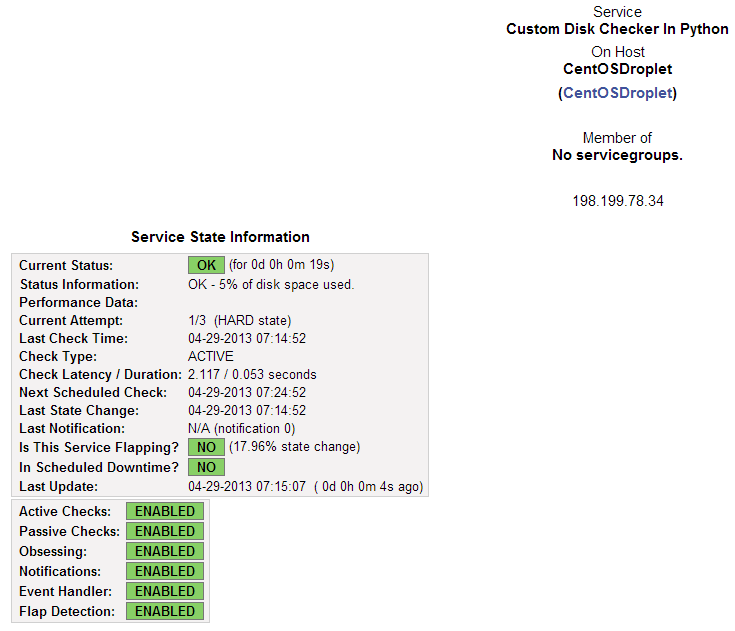 Service
Custom Disk Checker In Python
On Host
CentOSDroplet
(CentOSDroplet)
Member of
No servicegroups.
198.199.78.34
Service State Information
Current Status: OK (for 0d 0h 0m 19s)
Status Information: OK - 5% of disk space used.
Performance Data:
Current Attempt: 1/3 (HARD state)
Last Check Time: 04-29-2013 07:14:52
Check Type: ACTIVE
Check Latency / Duration: 2.117 / 0.053 seconds
Next Scheduled Check: 04-29-2013 07:24:52
Last State Change: 04-29-2013 07:14:52
Last Notification: N/A (notification 0)
Is This Service Flapping? NO (17.96% state change)
In Scheduled Downtime? NO
Last Update: 04-29-2013 07:15:07 ( 0d 0h 0m 4s ago)
Active Checks: ENABLED
Passive Checks: ENABLED
Obsessing: ENABLED
Notifications: ENABLED
Event Handler: ENABLED
Flap Detection: ENABLED